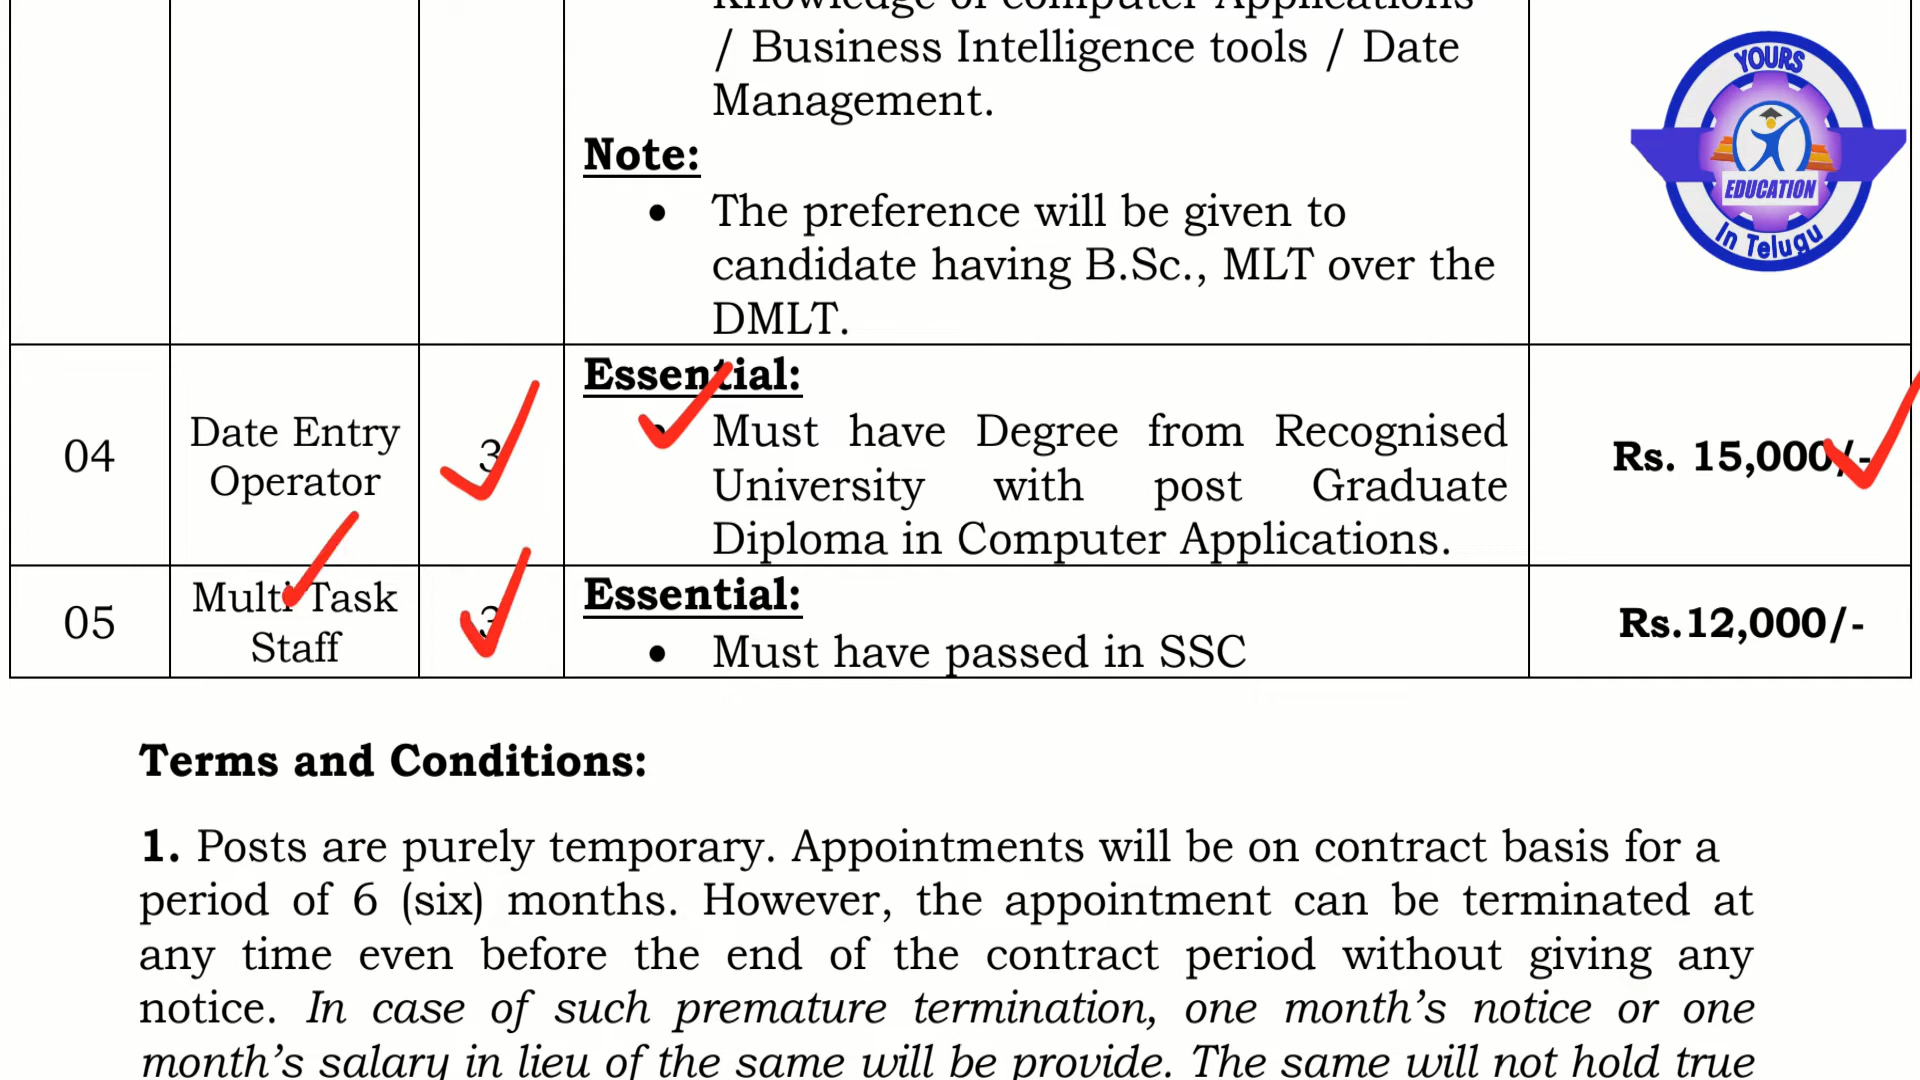 Knowledge of computer Applications
/ Business Intelligence tools / Date
Management.
Note:
• The preference will be given to
candidate having B.Sc., MLT over the
DMLT.
04
Date Entry
Operator
3
Essential:
Must have Degree from Recognised
University with post Graduate
Diploma in Computer Applications.
Rs. 15,000/-
05
Multi Task
Staff
3
Essential:
• Must have passed in SSC
Rs.12,000/-
Terms and Conditions:
1. Posts are purely temporary. Appointments will be on contract basis for a
period of 6 (six) months. However, the appointment can be terminated at
any time even before the end of the contract period without giving any
notice. In case of such premature termination, one month’s notice or one
month’s salary in lieu of the same will be provide. The same will not hold true
YOURS
EDUCATION
In Telugu